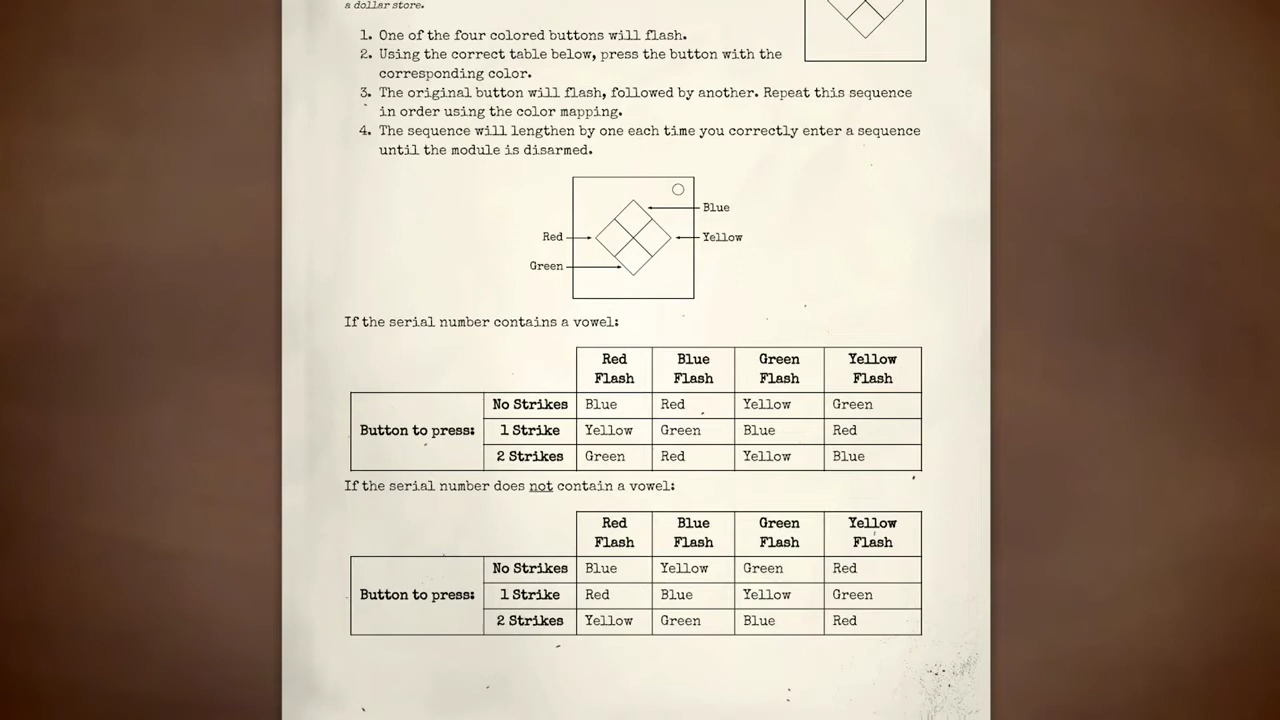 a dollar store.
1. One of the four colored buttons will flash.
2. Using the correct table below, press the button with the
corresponding color.
3. The original button will flash, followed by another. Repeat this sequence
in order using the color mapping.
4. The sequence will lengthen by one each time you correctly enter a sequence
until the module is disarmed.
Blue
Red
Yellow
Green
If the serial number contains a vowel:
Red Flash
Blue Flash
Green Flash
Yellow Flash
Button to press:
No Strikes Blue Red Yellow Green
1 Strike Yellow Green Blue Red
2 Strikes Green Red Yellow Blue
If the serial number does not contain a vowel:
Red Flash
Blue Flash
Green Flash
Yellow Flash
Button to press:
No Strikes Blue Yellow Green Red
1 Strike Red Blue Yellow Green
2 Strikes Yellow Green Blue Red